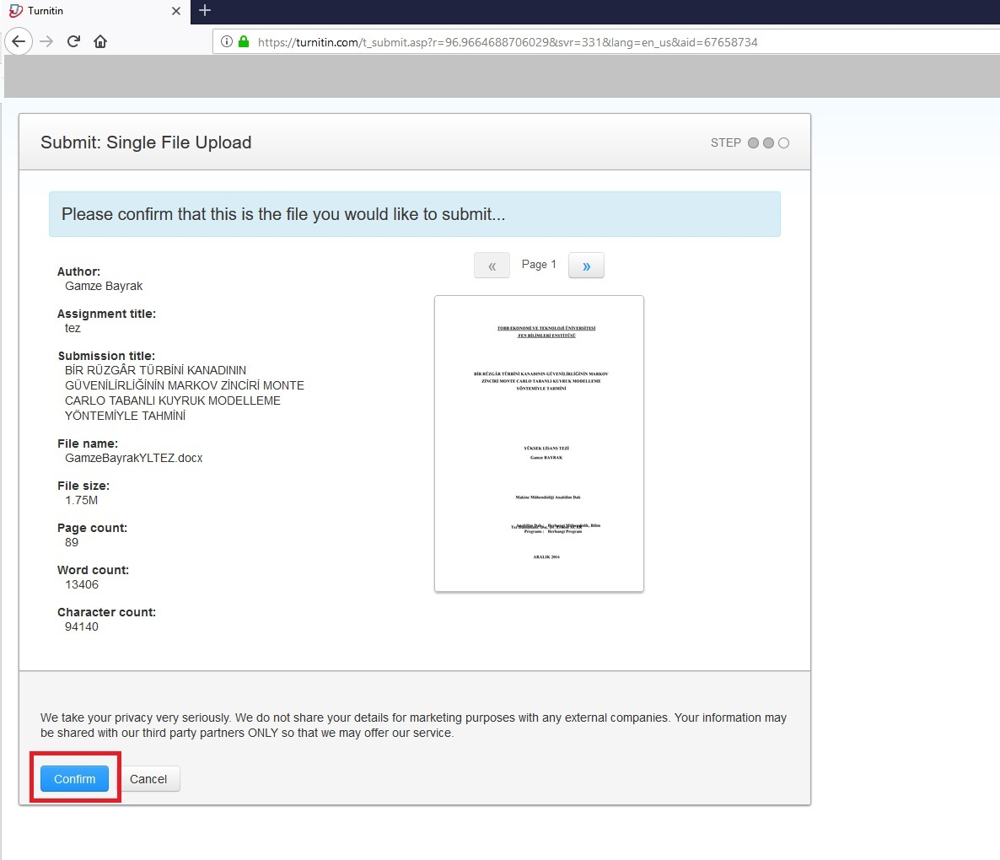 Turnitin
https://turnitin.com/t_submit.asp?r=96.9664688706029&svr=331&lang=en_us&aid=67658734
Submit: Single File Upload
STEP
Please confirm that this is the file you would like to submit...
« Page 1 »
Author:
Gamze Bayrak
Assignment title:
tez
Submission title:
BİR RÜZGÂR TÜRBİNİ KANADININ
GÜVENİLİRLİĞİNİN MARKOV ZİNCİRİ MONTE
CARLO TABANLI KUYRUK MODELLEME
YÖNTEMİYLE TAHMİNİ
File name:
GamzeBayrakYLTEZ.docx
File size:
1.75M
Page count:
89
Word count:
13406
Character count:
94140
TOBB EKONOMİ VE TEKNOLOJİ ÜNİVERSİTESİ
FEN BİLİMLERİ ENSTİTÜSÜ
BİR RÜZGÂR TÜRBİNİ KANADININ GÜVENİLİRLİĞİNİN MARKOV
ZİNCİRİ MONTE CARLO TABANLI KUYRUK MODELLEME
YÖNTEMİYLE TAHMİNİ
YÜKSEK LİSANS TEZİ
Gamze BAYRAK
Makine Mühendisliği Anabilim Dalı
Anabilim Dalı : Herhangi Mühendislik, Bilim
Programı : Herhangi Program
ARALIK 2016
We take your privacy very seriously. We do not share your details for marketing purposes with any external companies. Your information may
be shared with our third party partners ONLY so that we may offer our service.
Confirm Cancel